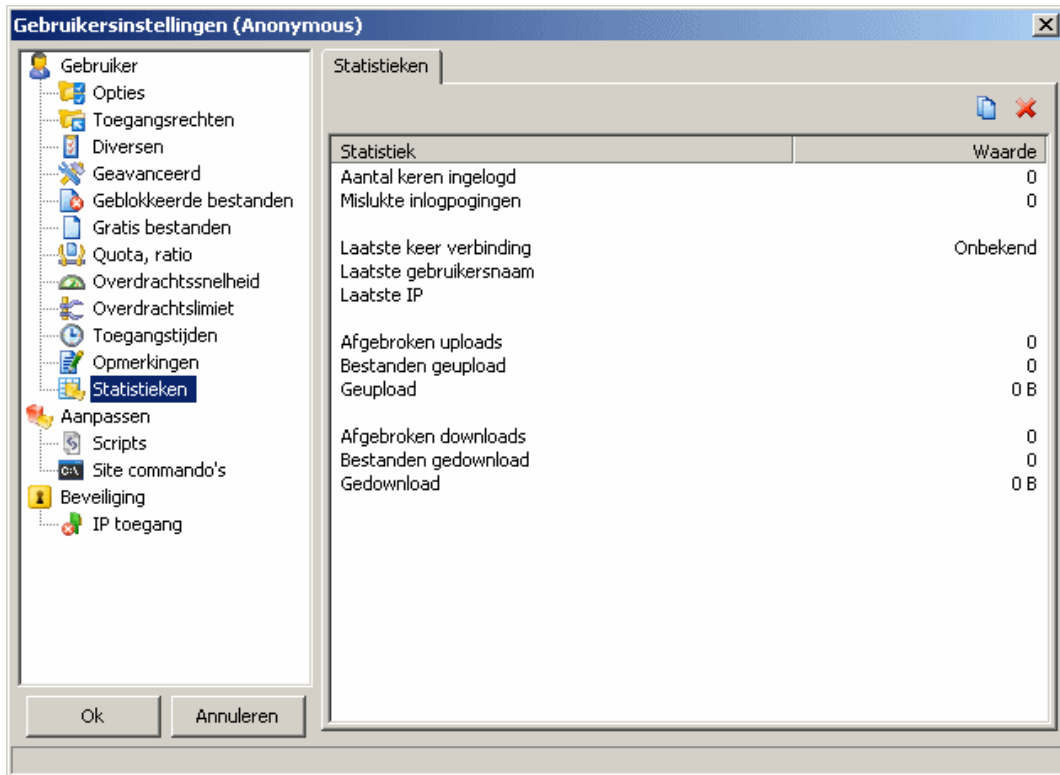 Gebruikersinstellingen (Anonymous)
Gebruiker
Opties
Toegangsrechten
Diversen
Geavanceerd
Geblokkeerde bestanden
Gratis bestanden
Quota, ratio
Overdrachtssnelheid
Overdrachtslimiet
Toegangstijden
Opmerkingen
Statistieken
Aanpassen
Scripts
Site commando's
Beveiliging
IP toegang
Ok Annuleren
Statistieken
Statistiek Waarde
Aantal keren ingelogd 0
Mislukte inlogpogingen 0
Laatste keer verbinding Onbekend
Laatste gebruikersnaam
Laatste IP
Afgebroken uploads 0
Bestanden geupload 0
Geupload 0 B
Afgebroken downloads 0
Bestanden gedownload 0
Gedownload 0 B